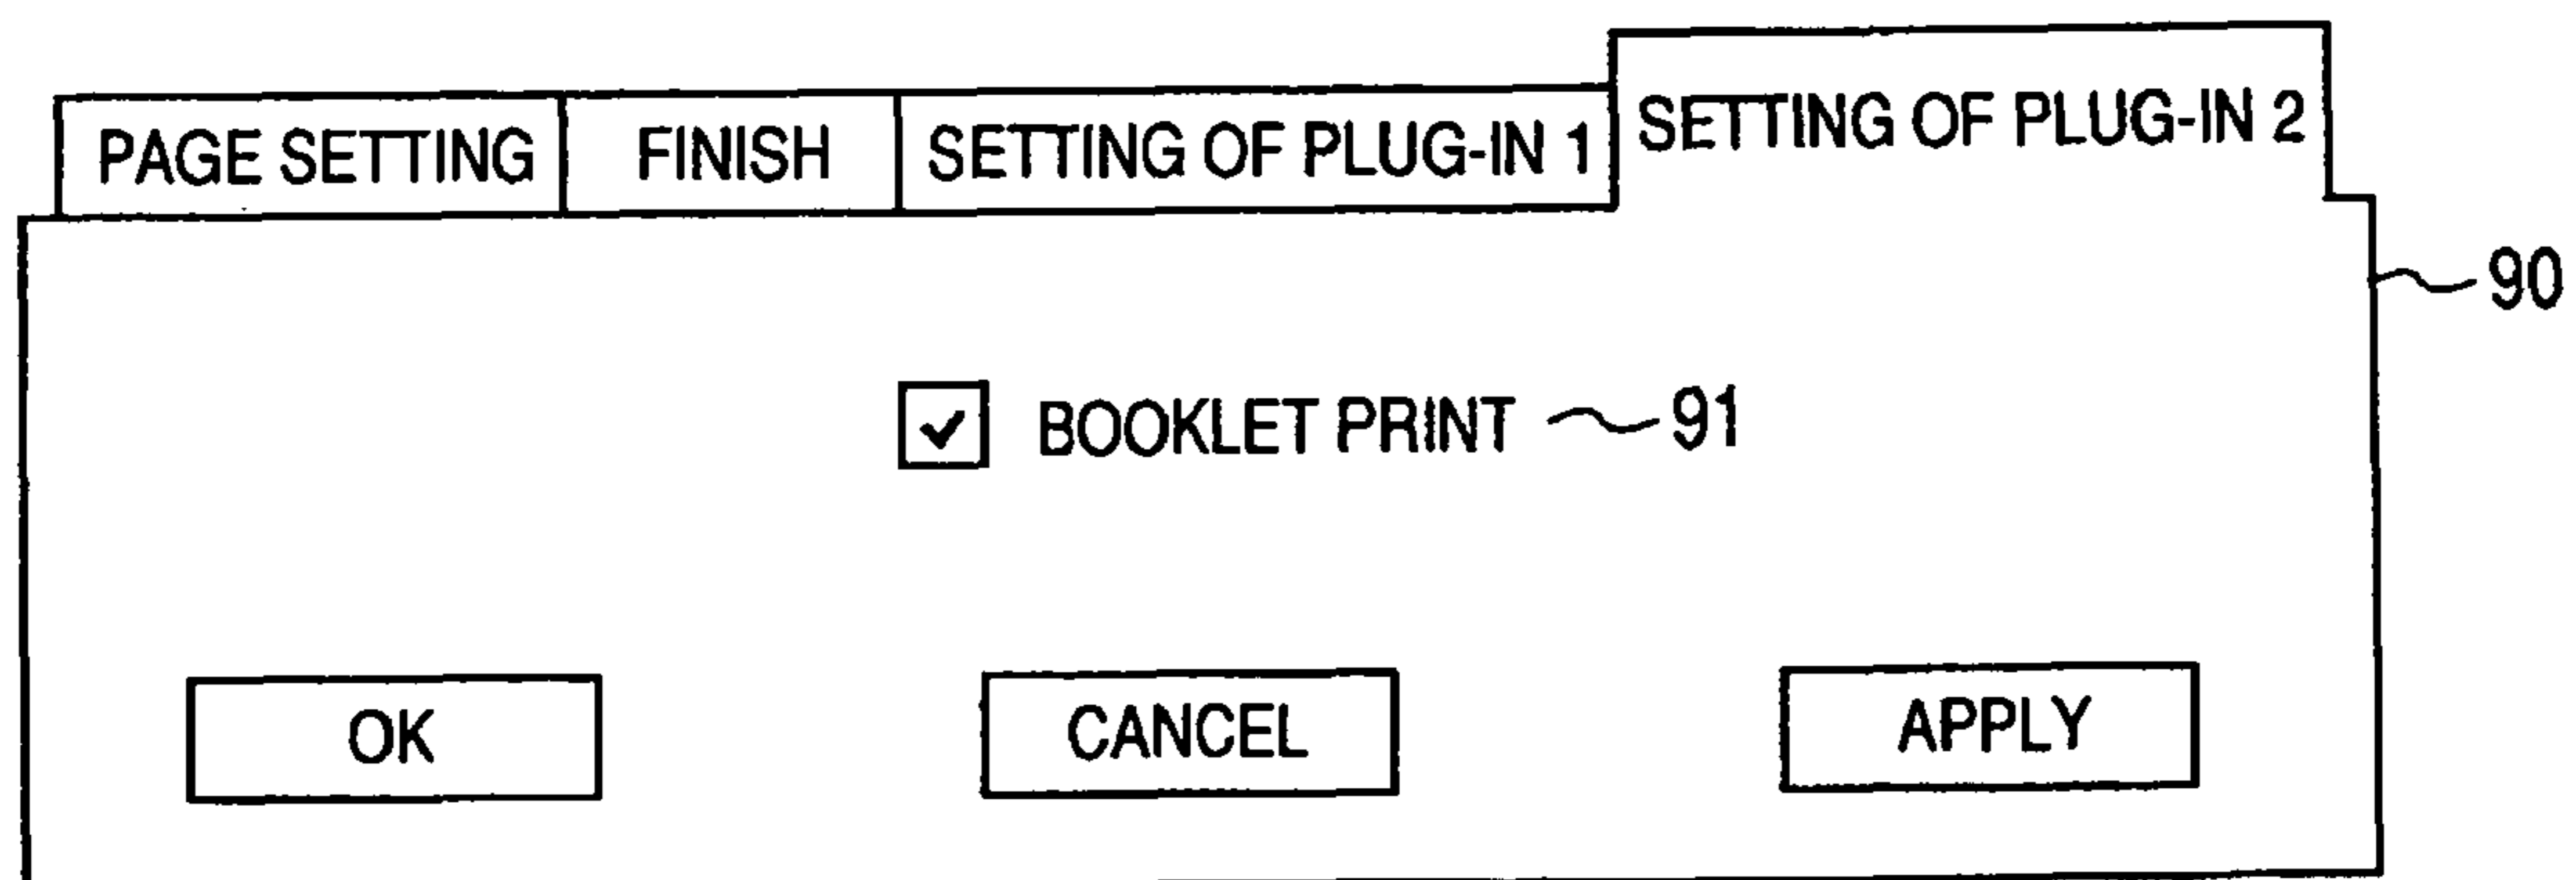 PAGE SETTING FINISH SETTING OF PLUG-IN 1 SETTING OF PLUG-IN 2
90
BOOKLET PRINT 91
OK CANCEL APPLY